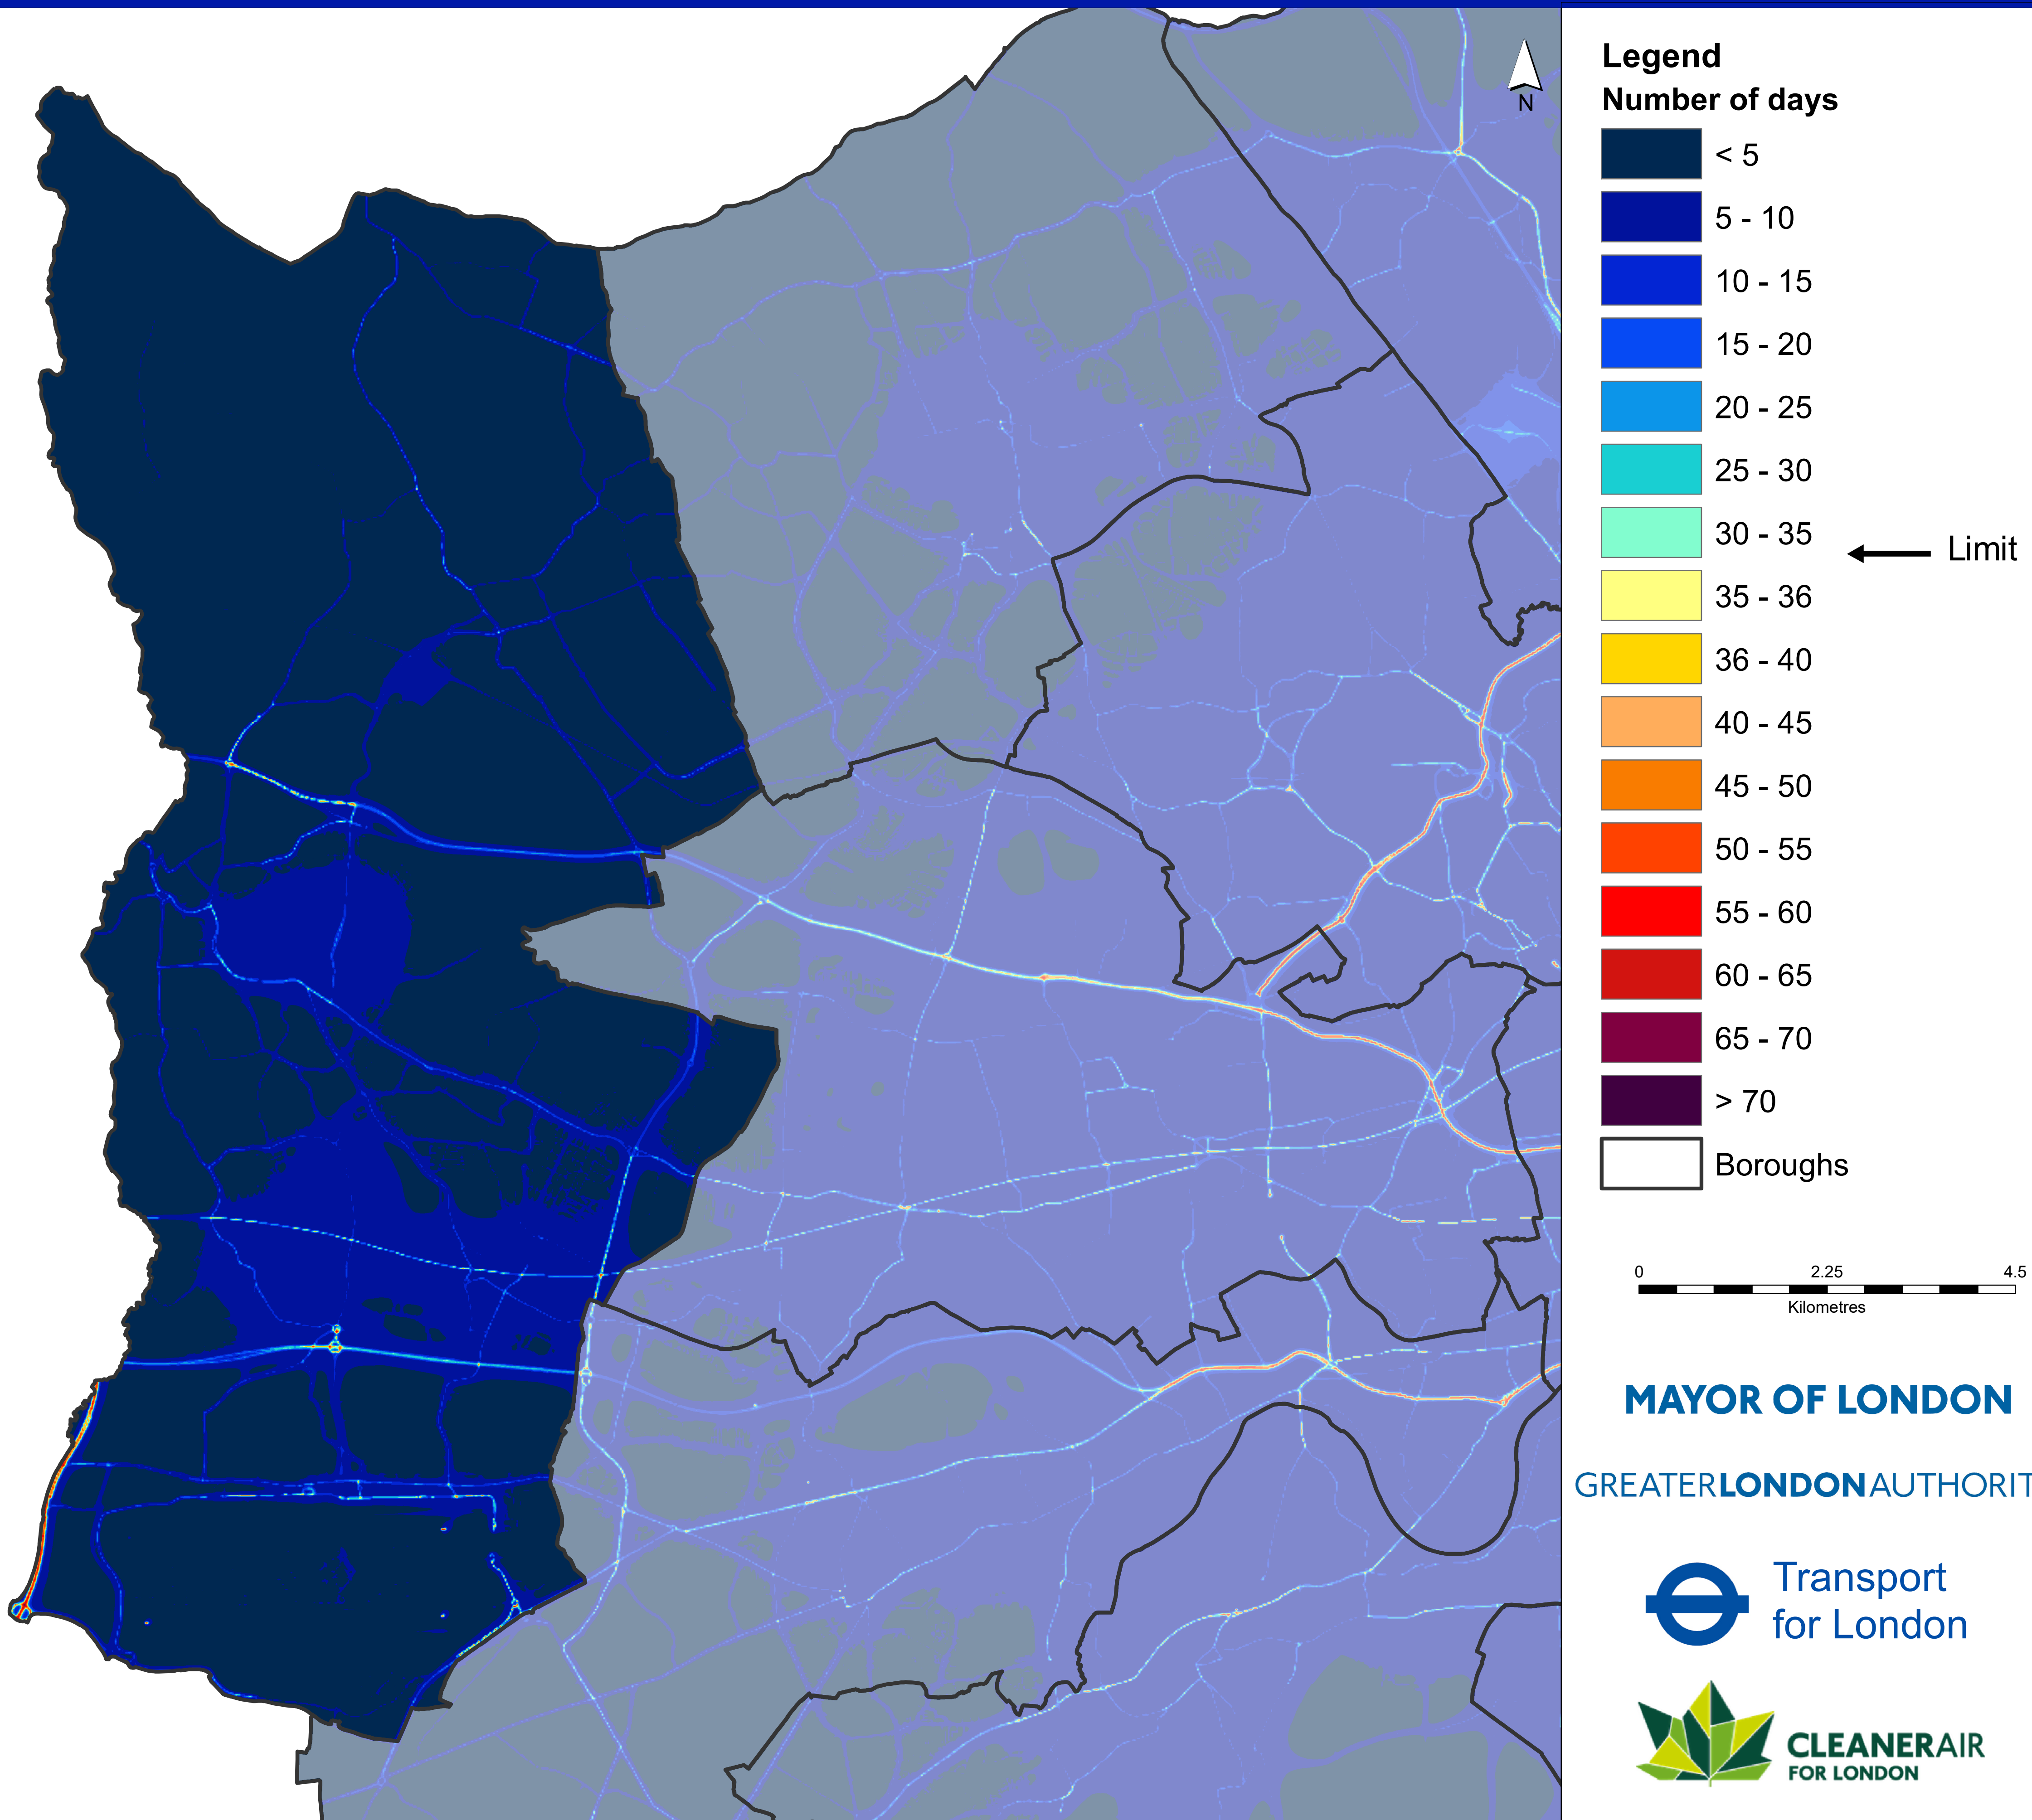 N
Legend
Number of days
< 5
5 - 10
10 - 15
15 - 20
20 - 25
25 - 30
30 - 35
Limit
35 - 36
36 - 40
40 - 45
45 - 50
50 - 55
55 - 60
60 - 65
65 - 70
> 70
Boroughs
0 2.25 4.5
Kilometres
MAYOR OF LONDON
GREATERLONDONAUTHORIT
Transport
for London
CLEANERAIR
FOR LONDON